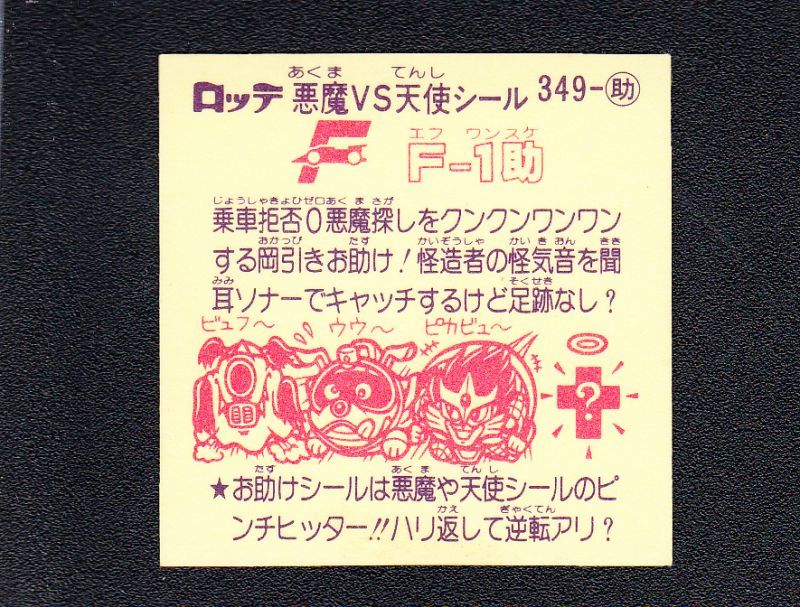 あくま てんし
ロッテ 悪魔VS天使シール 349-助
エフ ワンスケ
F F-1助
じょうしゃきょひゼロあくまさが
乗車拒否0悪魔探しをクンクンワンワン
おかっぴ たす かいぞうしゃ かいきおん きき
する岡引きお助け!怪造者の怪気音を聞
みみ そくせき
耳ソナーでキャッチするけど足跡なし?
ビュフ〜 ウウ〜 ピカビュ〜
?
たす あくま てんし
★お助けシールは悪魔や天使シールのピ
かえ ぎゃくてん
ンチヒッター!!ハリ返して逆転アリ?